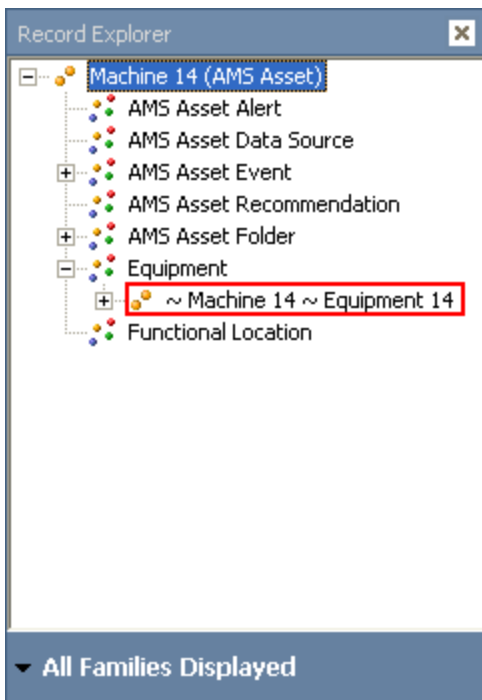 Record Explorer
Machine 14 (AMS Asset)
AMS Asset Alert
AMS Asset Data Source
AMS Asset Event
AMS Asset Recommendation
AMS Asset Folder
Equipment
~ Machine 14 ~ Equipment 14
Functional Location
All Families Displayed